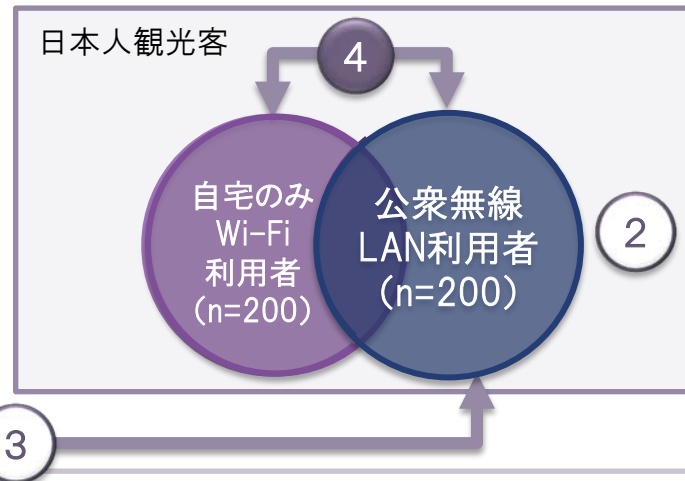 日本人観光客
4
自宅のみ
Wi-Fi
利用者
(n=200)
公衆無線
LAN利用者
(n=200)
2
3